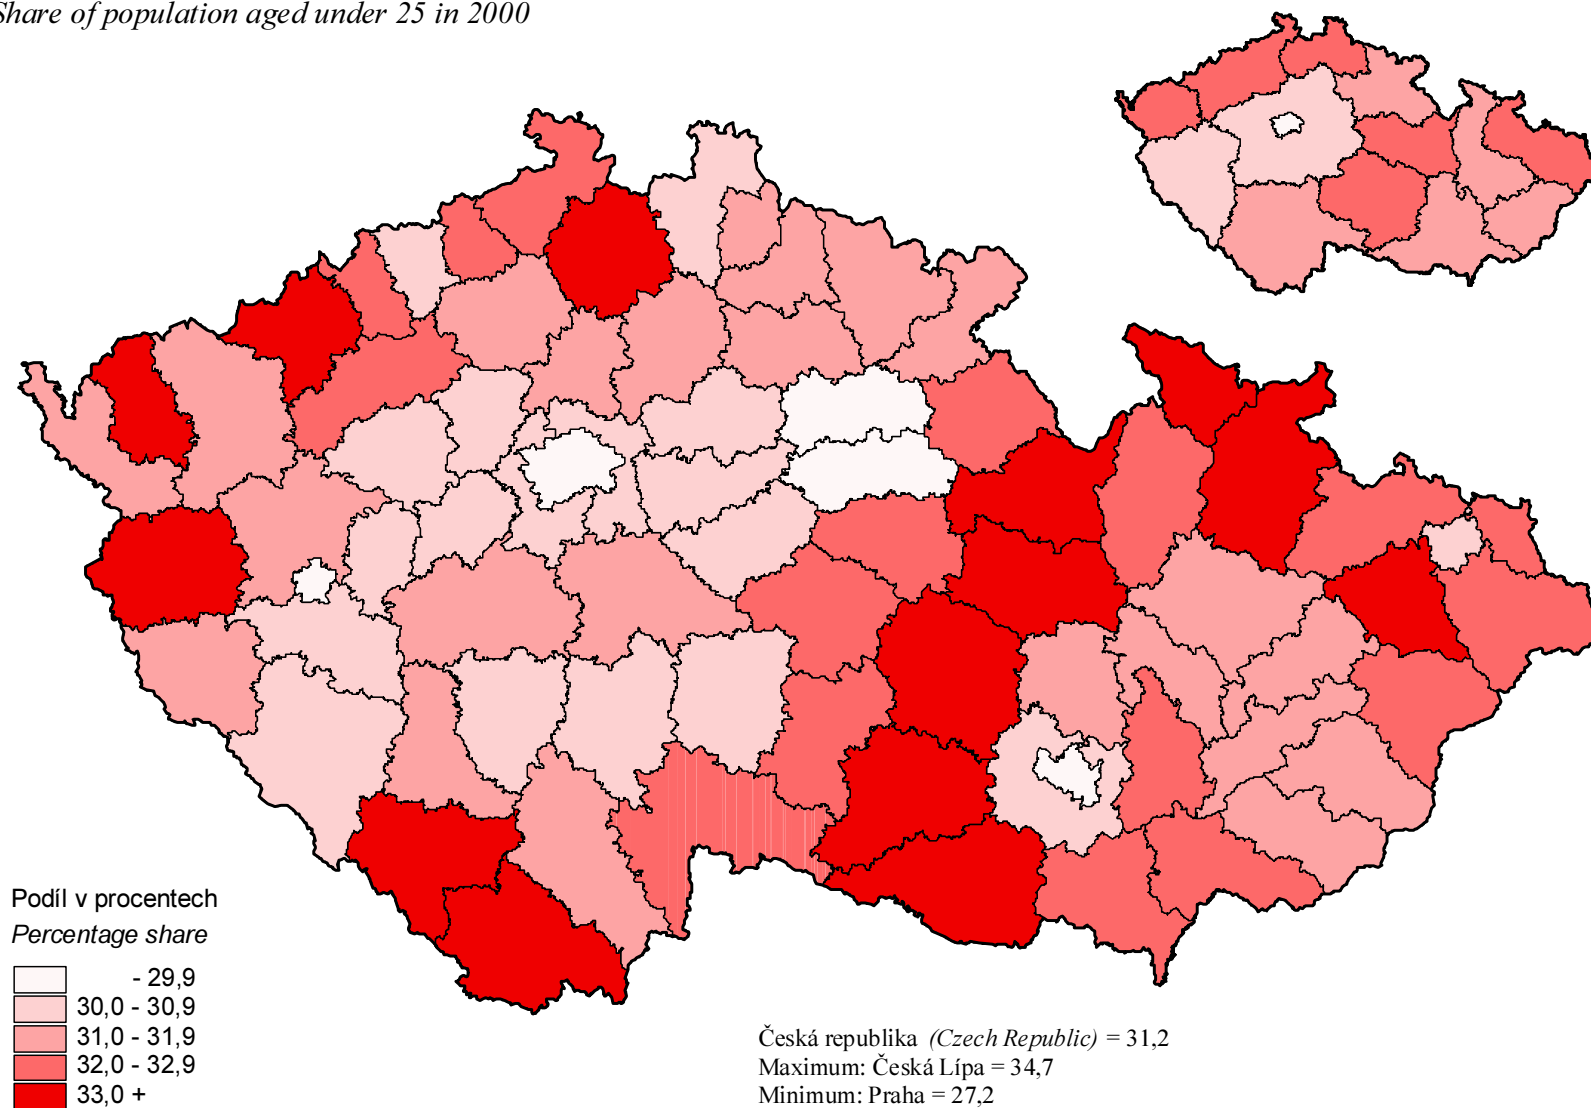 Share of population aged under 25 in 2000
Podíl v procentech
Percentage share
- 29,9
30,0 - 30,9
31,0 - 31,9
32,0 - 32,9
33,0 +
Česká republika (Czech Republic) = 31,2
Maximum: Česká Lípa = 34,7
Minimum: Praha = 27,2